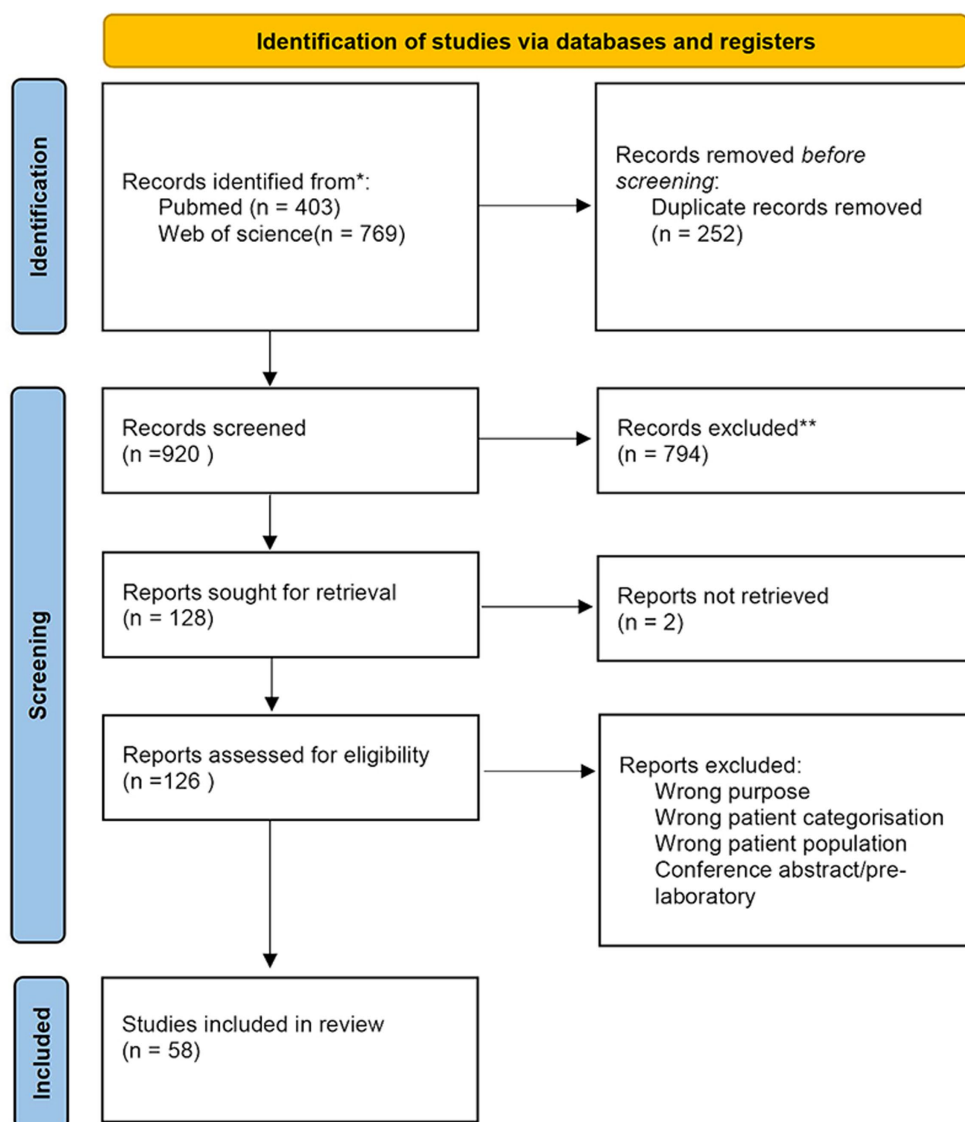 Identification of studies via databases and registers
Identification
Records identified from*:
Pubmed (n = 403)
Web of science(n = 769)
Records removed before
screening:
Duplicate records removed
(n = 252)
Screening
Records screened
(n =920 )
Records excluded**
(n = 794)
Reports sought for retrieval
(n = 128)
Reports not retrieved
(n = 2)
Reports assessed for eligibility
(n =126 )
Reports excluded:
Wrong purpose
Wrong patient categorisation
Wrong patient population
Conference abstract/pre-
laboratory
Included
Studies included in review
(n = 58)